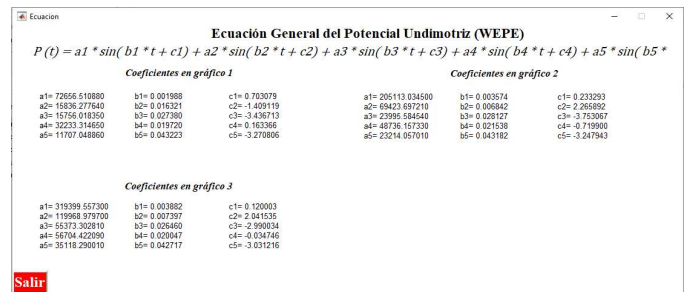 Ecuacion
Ecuación General del Potencial Undimotriz (WEPE)
P (t) = a1 * sin( b1 * t + c1) + a2 * sin( b2 * t + c2) + a3 * sin( b3 * t + c3) + a4 * sin( b4 * t + c4) + a5 * sin( b5 *
Coeficientes en gráfico 1
a1= 72656.510880 b1= 0.001988 c1= 0.703079
a2= 15836.277640 b2= 0.016321 c2= -1.409119
a3= 15756.018350 b3= 0.027380 c3= -3.436713
a4= 32233.314650 b4= 0.019720 c4= 0.163366
a5= 11707.048860 b5= 0.043223 c5= -3.270806
Coeficientes en gráfico 2
a1= 205113.034500 b1= 0.003574 c1= 0.233293
a2= 69423.697210 b2= 0.006842 c2= 2.265892
a3= 23995.584540 b3= 0.028127 c3= -3.753067
a4= 48736.157330 b4= 0.021538 c4= -0.719900
a5= 23214.057010 b5= 0.043182 c5= -3.247943
Coeficientes en gráfico 3
a1= 319399.557300 b1= 0.003882 c1= 0.120003
a2= 119968.979700 b2= 0.007397 c2= 2.041535
a3= 55373.302810 b3= 0.026460 c3= -2.990034
a4= 56704.422090 b4= 0.020047 c4= -0.034746
a5= 35118.290010 b5= 0.042717 c5= -3.031216
Salir